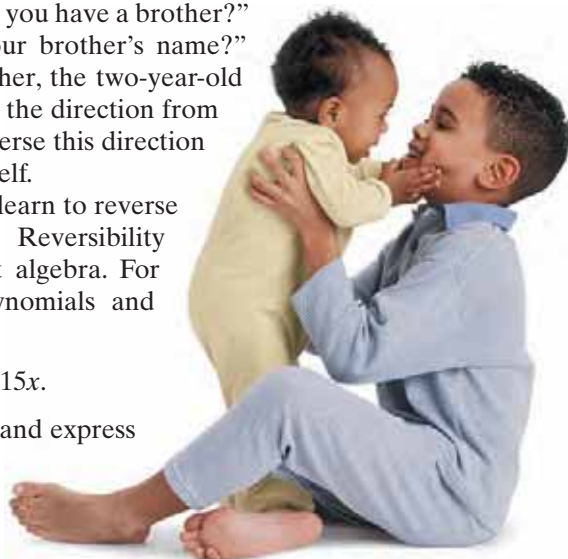 you have a brother?”
our brother’s name?”
her, the two-year-old
the direction from
erse this direction
elf.
learn to reverse
Reversibility
t algebra. For
ynomials and
15x.
and express